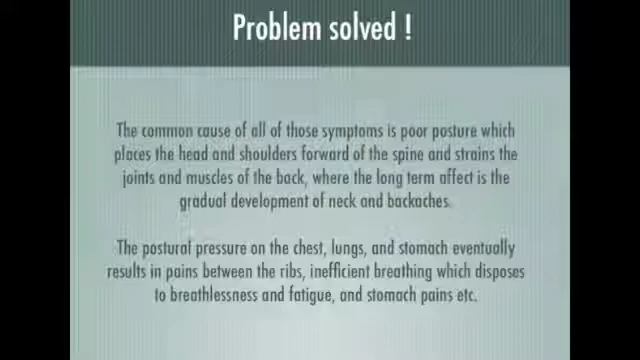 Problem solved !
The common cause of all of those symptoms is poor posture which
places the head and shoulders forward of the spine and strains the
joints and muscles of the back, where the long term affect is the
gradual development of neck and backaches.
The postural pressure on the chest, lungs, and stomach eventually
results in pains between the ribs, inefficient breathing which disposes
to breathlessness and fatigue, and stomach pains etc.